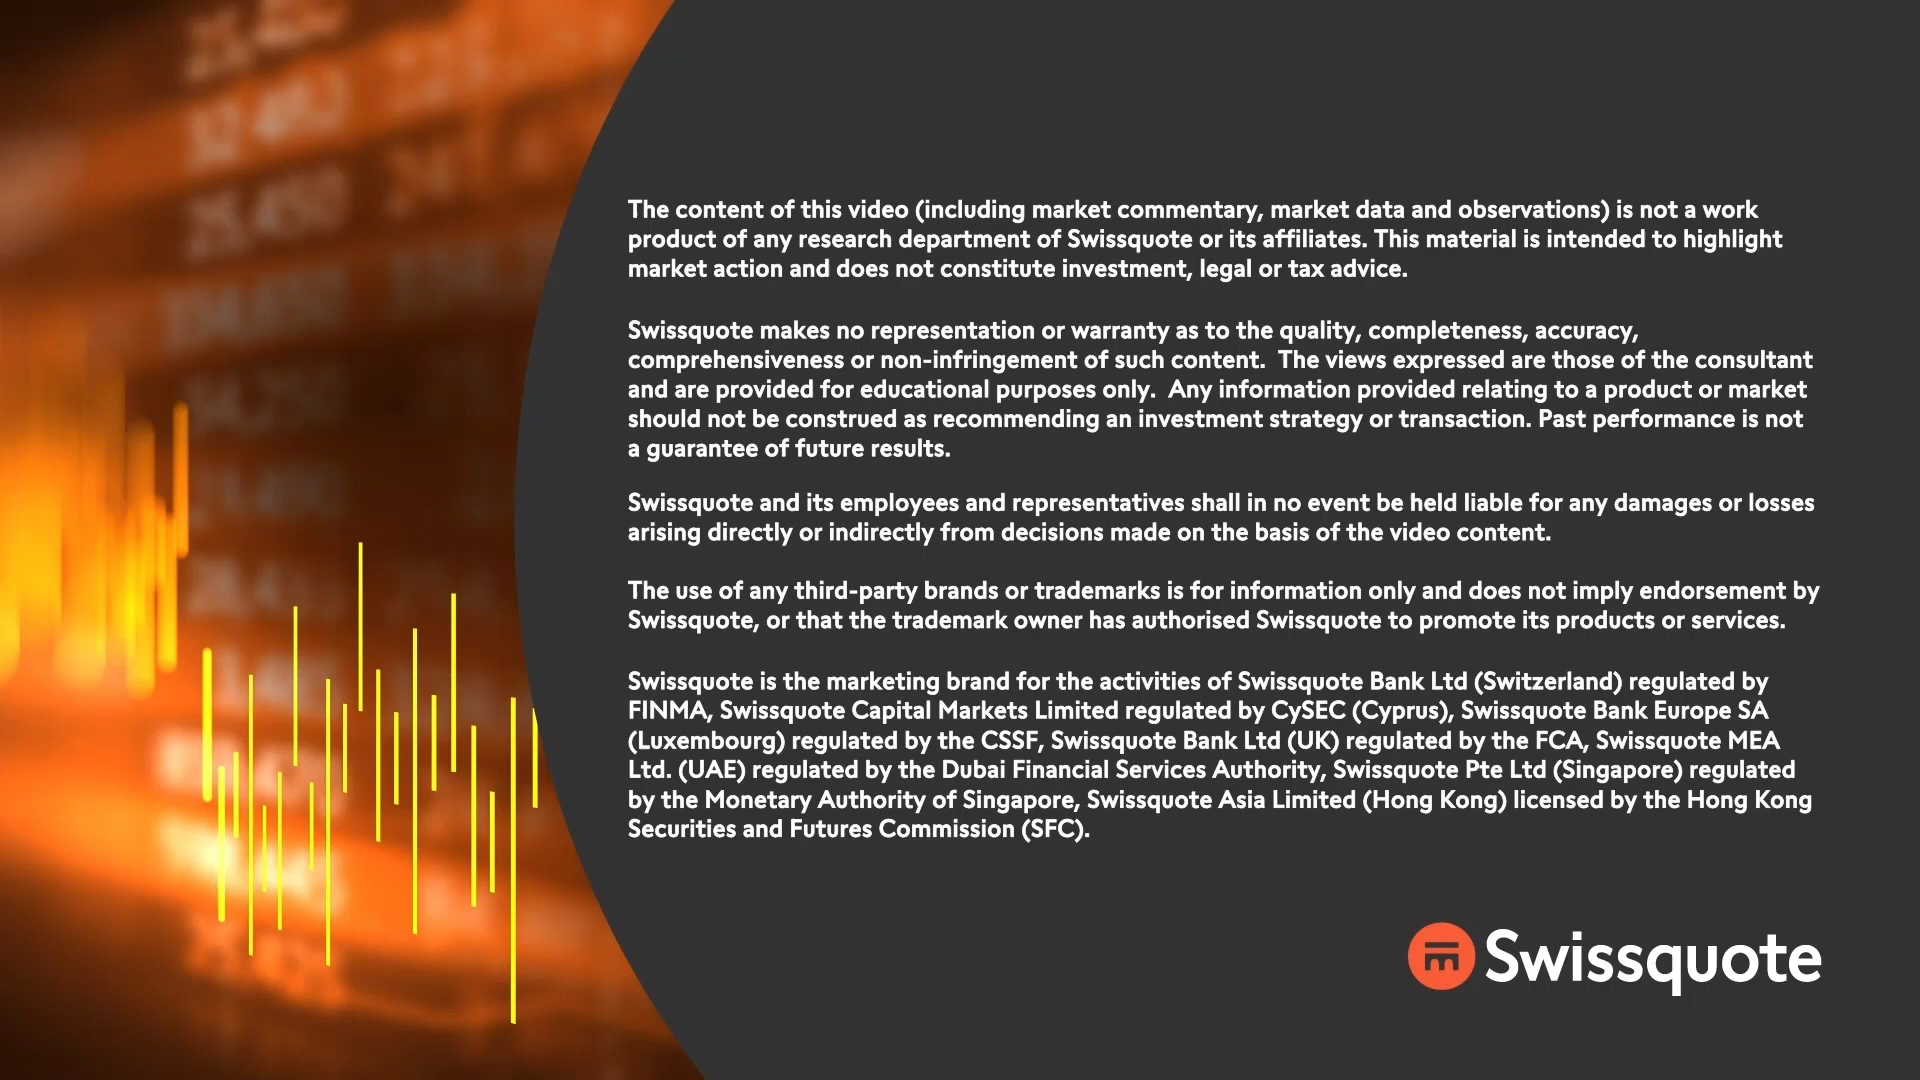 The content of this video (including market commentary, market data and observations) is not a work
product of any research department of Swissquote or its affiliates. This material is intended to highlight
market action and does not constitute investment, legal or tax advice.
Swissquote makes no representation or warranty as to the quality, completeness, accuracy,
comprehensiveness or non-infringement of such content.  The views expressed are those of the consultant
and are provided for educational purposes only.  Any information provided relating to a product or market
should not be construed as recommending an investment strategy or transaction. Past performance is not
a guarantee of future results.
Swissquote and its employees and representatives shall in no event be held liable for any damages or losses
arising directly or indirectly from decisions made on the basis of the video content.
The use of any third-party brands or trademarks is for information only and does not imply endorsement by
Swissquote, or that the trademark owner has authorised Swissquote to promote its products or services.
Swissquote is the marketing brand for the activities of Swissquote Bank Ltd (Switzerland) regulated by
FINMA, Swissquote Capital Markets Limited regulated by CySEC (Cyprus), Swissquote Bank Europe SA
(Luxembourg) regulated by the CSSF, Swissquote Bank Ltd (UK) regulated by the FCA, Swissquote MEA
Ltd. (UAE) regulated by the Dubai Financial Services Authority, Swissquote Pte Ltd (Singapore) regulated
by the Monetary Authority of Singapore, Swissquote Asia Limited (Hong Kong) licensed by the Hong Kong
Securities and Futures Commission (SFC).
Swissquote